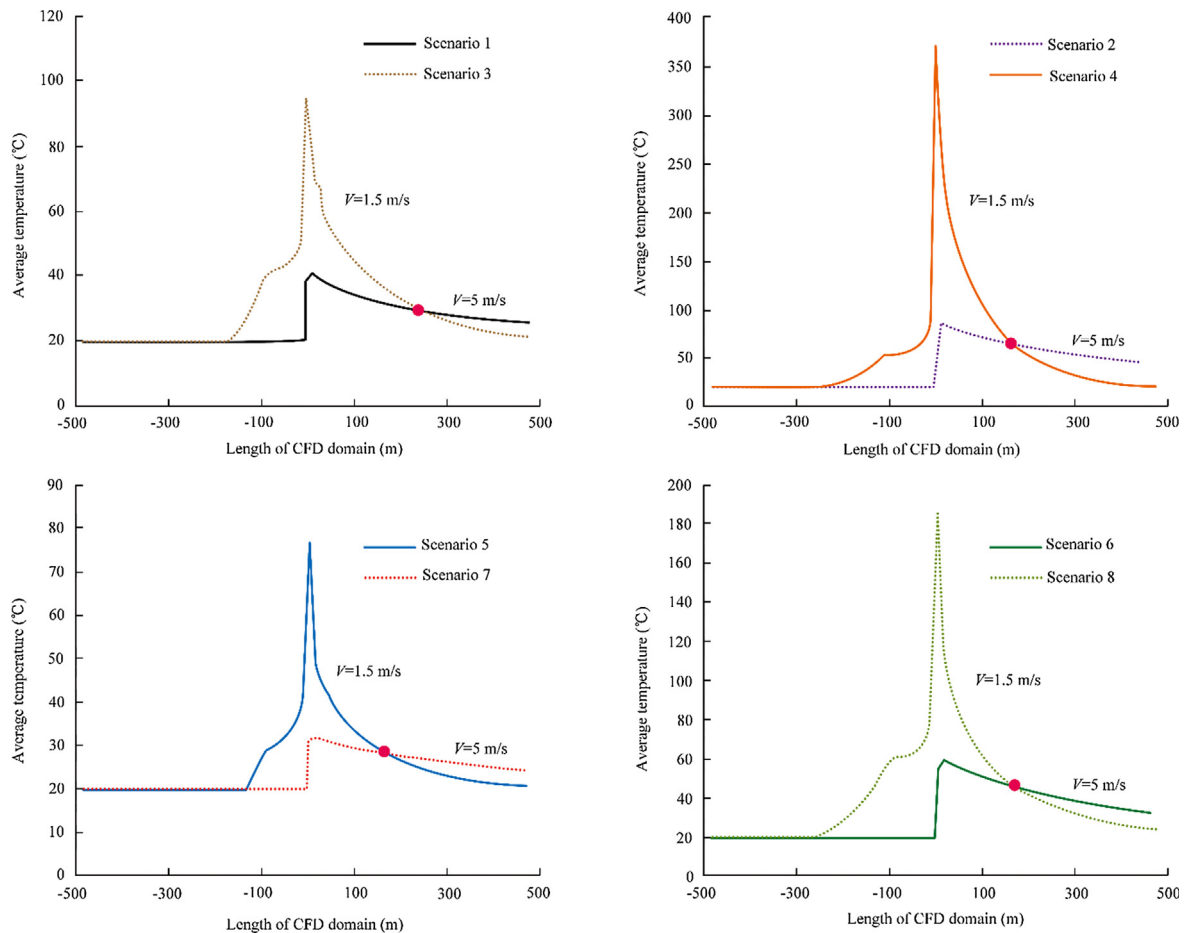 120
100
80
60
40
20
0
-500
-300
-100
100
300
500
Average temperature (℃)
Length of CFD domain (m)
Scenario 1
Scenario 3
V=1.5 m/s
V=5 m/s
400
350
300
250
200
150
100
50
0
-500
-300
-100
100
300
500
Average temperature (℃)
Length of CFD domain (m)
Scenario 2
Scenario 4
V=1.5 m/s
V=5 m/s
90
80
70
60
50
40
30
20
10
0
-500
-300
-100
100
300
500
Average temperature (℃)
Length of CFD domain (m)
Scenario 5
Scenario 7
V=1.5 m/s
V=5 m/s
200
180
160
140
120
100
80
60
40
20
0
-500
-300
-100
100
300
500
Average temperature (℃)
Length of CFD domain (m)
Scenario 6
Scenario 8
V=1.5 m/s
V=5 m/s